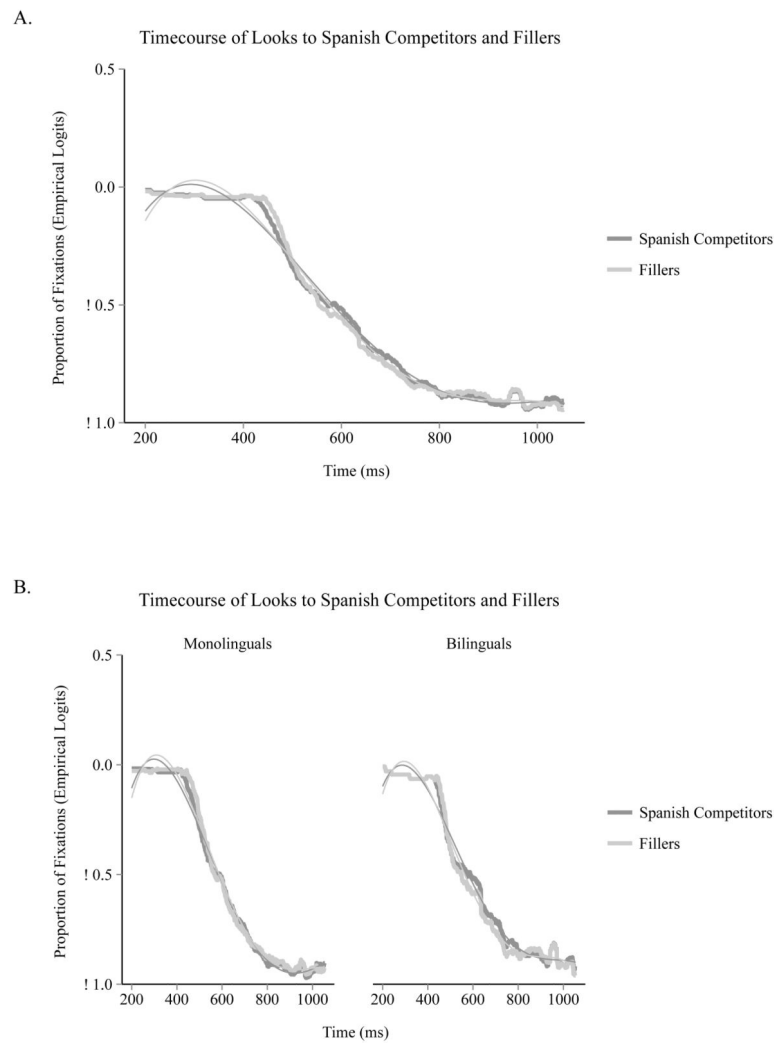 A.
Timecourse of Looks to Spanish Competitors and Fillers
Proportion of Fixations (Empirical Logits)
0.5
0.0
! 0.5
! 1.0
200 400 600 800 1000
Time (ms)
Spanish Competitors
Fillers
B.
Timecourse of Looks to Spanish Competitors and Fillers
Monolinguals Bilinguals
Proportion of Fixations (Empirical Logits)
0.5
0.0
! 0.5
! 1.0
200 400 600 800 1000 200 400 600 800 1000
Time (ms)
Spanish Competitors
Fillers